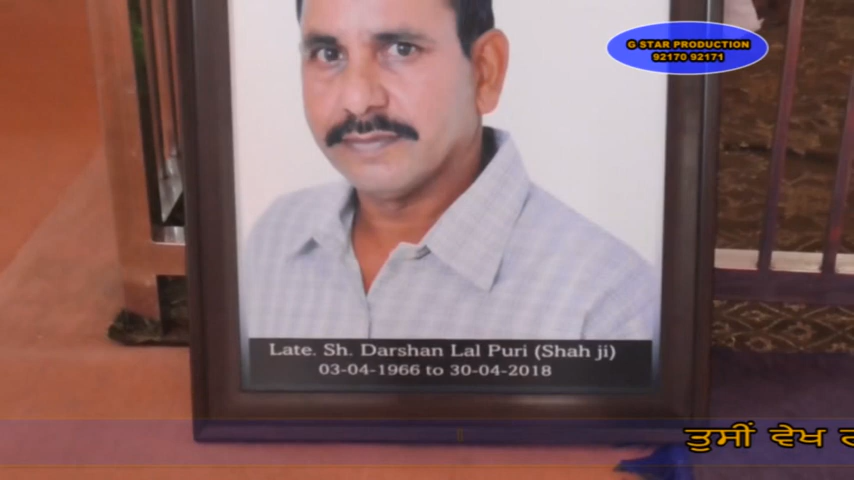 G STAR PRODUCTION
92170 92171
Late. Sh. Darshan Lal Puri (Shah ji)
03-04-1966 to 30-04-2018
ਤੁਸੀਂ ਵੇਖ